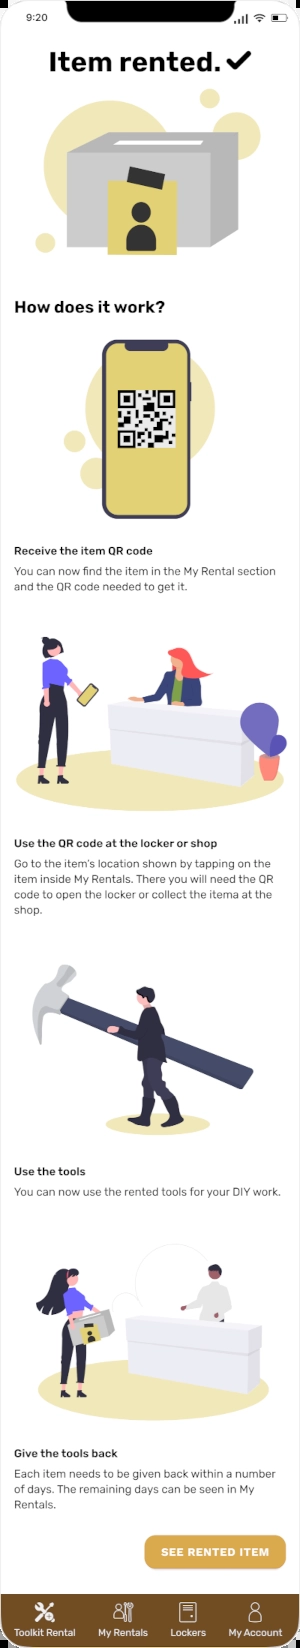 9:20
Item rented.
How does it work?
Receive the item QR code
You can now find the item in the My Rental section
and the QR code needed to get it.
Use the QR code at the locker or shop
Go to the item's location shown by tapping on the
item inside My Rentals. There you will need the QR
code to open the locker or collect the itema at the
shop.
Use the tools
You can now use the rented tools for your DIY work.
Give the tools back
Each item needs to be given back within a number
of days. The remaining days can be seen in My
Rentals.
SEE RENTED ITEM
Toolkit Rental My Rentals Lockers My Account